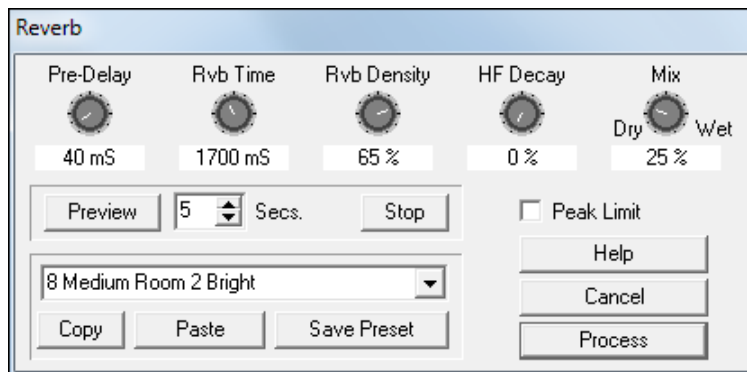 Reverb
Pre-Delay Rvb Time Rvb Density HF Decay Mix
Dry Wet
40 mS 1700 mS 65 % 0 % 25 %
Preview 5 Secs. Stop Peak Limit
Help
8 Medium Room 2 Bright
Cancel
Copy Paste Save Preset
Process